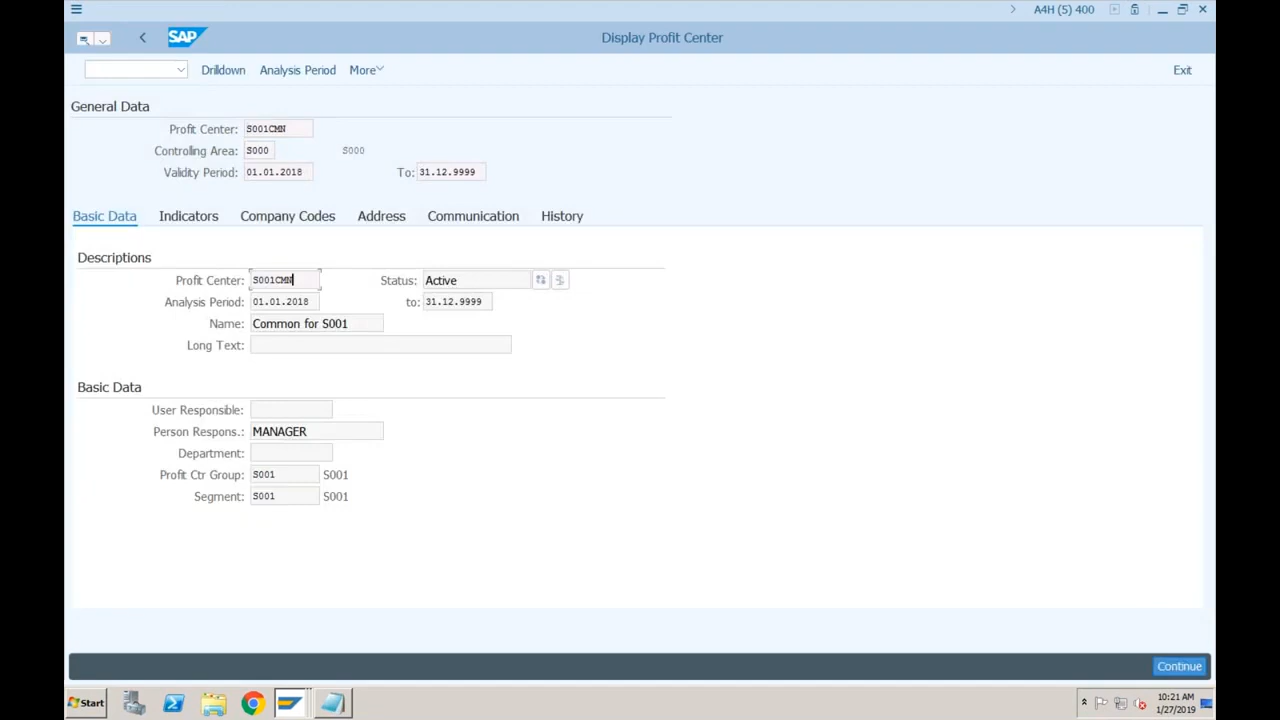 A4H (5) 400
SAP Display Profit Center
Drilldown Analysis Period More Exit
General Data
Profit Center: S001CMN
Controlling Area: S000 S000
Validity Period: 01.01.2018 To: 31.12.9999
Basic Data Indicators Company Codes Address Communication History
Descriptions
Profit Center: S001CMN Status: Active
Analysis Period: 01.01.2018 to: 31.12.9999
Name: Common for S001
Long Text:
Basic Data
User Responsible:
Person Respons.: MANAGER
Department:
Profit Ctr Group: S001 S001
Segment: S001 S001
Continue
Start 10:21 AM
1/27/2019